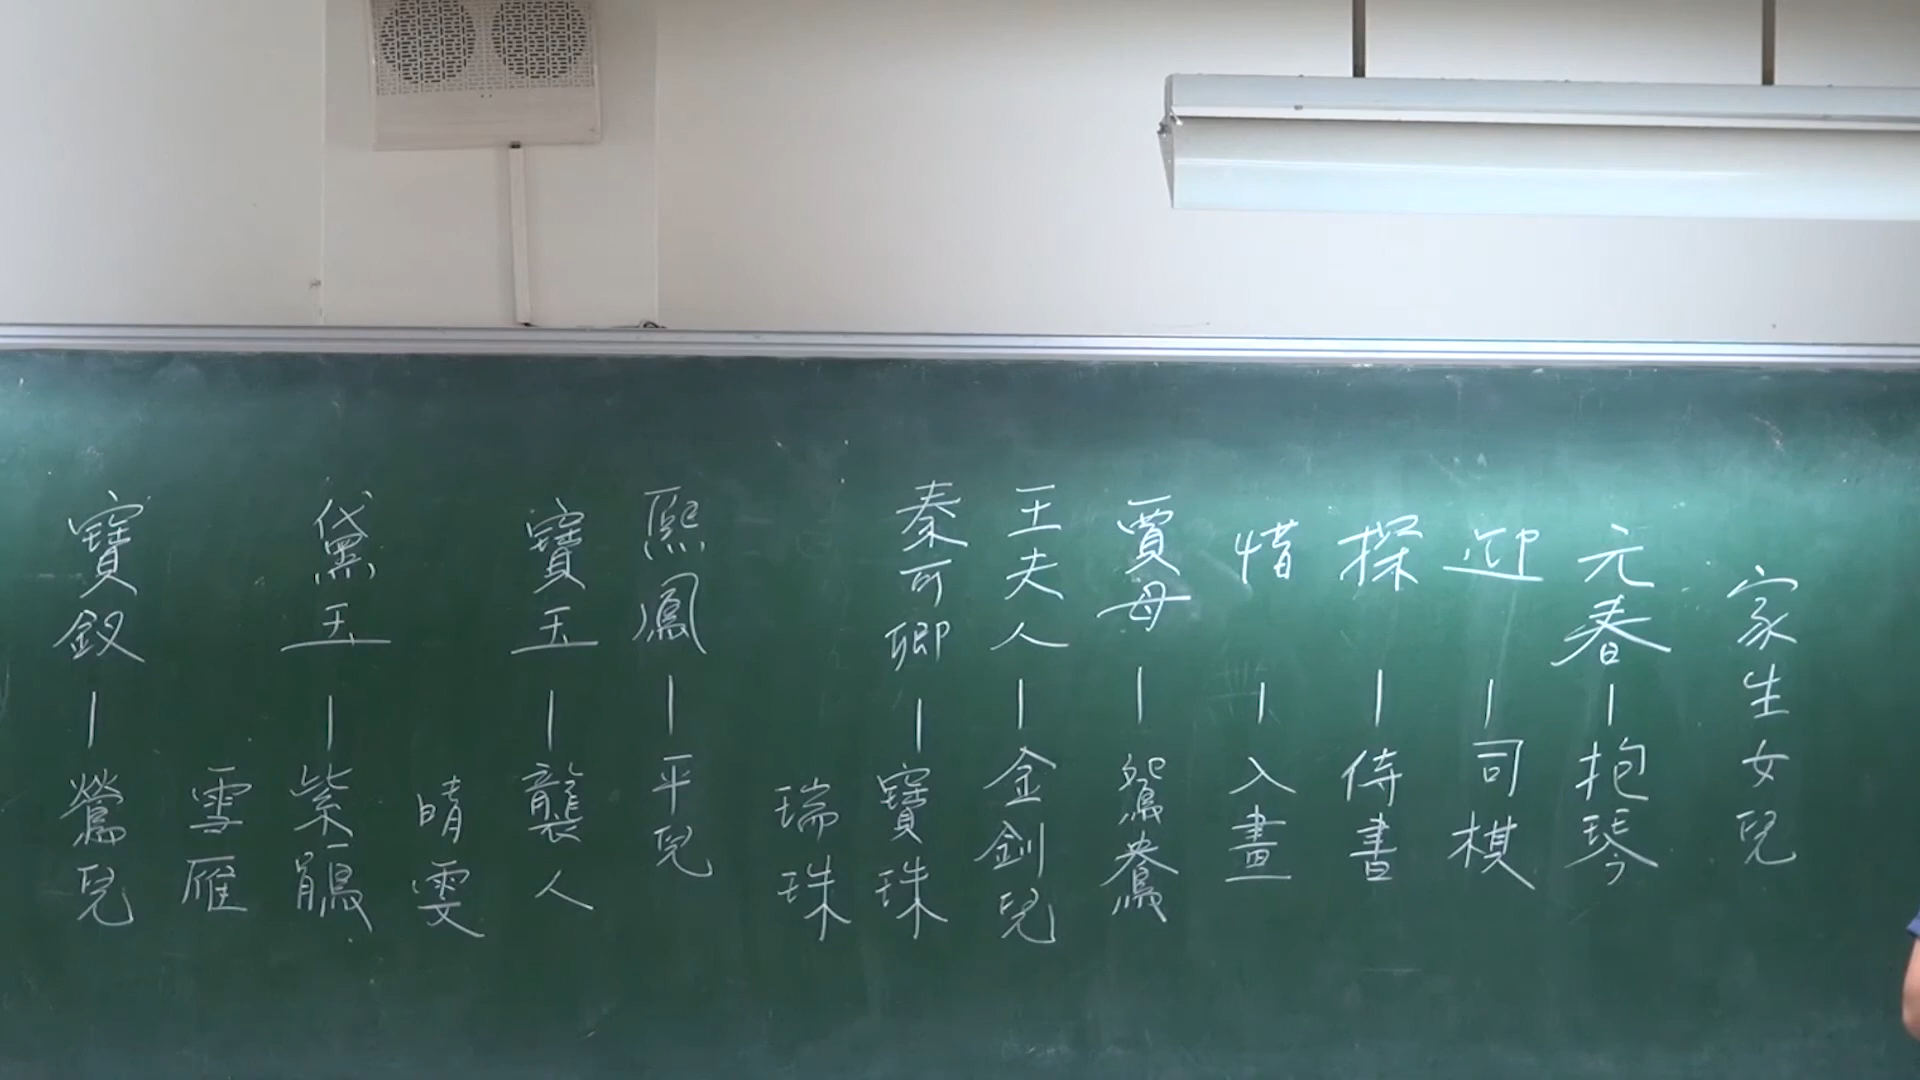 家生女兒
元春－抱琴
迎－司棋
探－侍書
惜－入畫
賈母－鴛鴦
王夫人－金釧兒
秦可卿－寶珠
瑞珠
熙鳳－平兒
寶玉－襲人
晴雯
黛玉－紫鵑
雪雁
寶釵－鶯兒